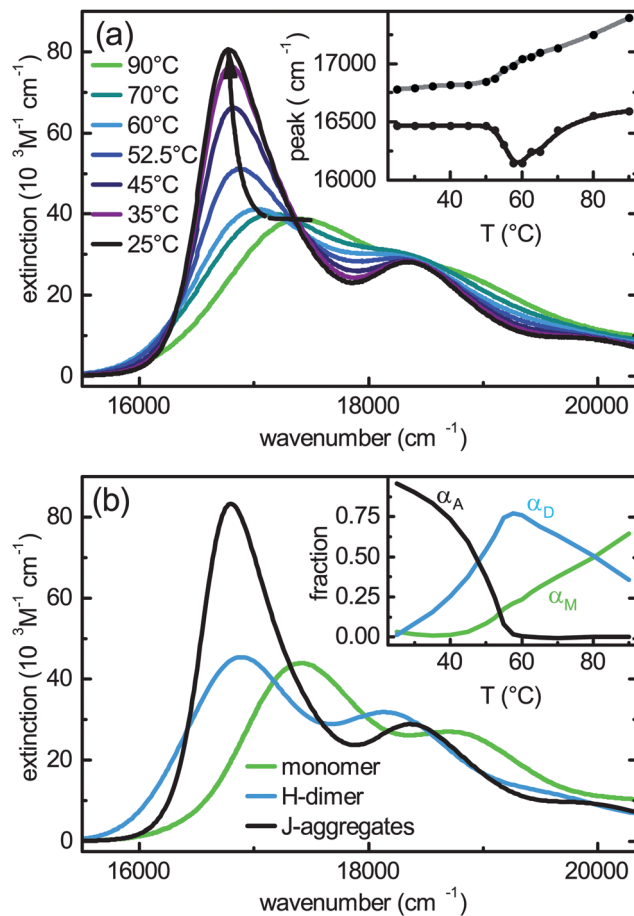 (a)
90°C
70°C
60°C
52.5°C
45°C
35°C
25°C
extinction (10 ³M⁻¹ cm⁻¹)
80
60
40
20
0
16000 18000 20000
wavenumber (cm ⁻¹)
peak ( cm⁻¹)
17000
16500
16000
40 60 80
T (°C)
(b)
extinction (10 ³M⁻¹ cm⁻¹)
80
60
40
20
0
monomer
H-dimer
J-aggregates
16000 18000 20000
wavenumber (cm ⁻¹)
fraction
0.75
0.50
0.25
0.00
αA
αD
αM
40 60 80
T (°C)